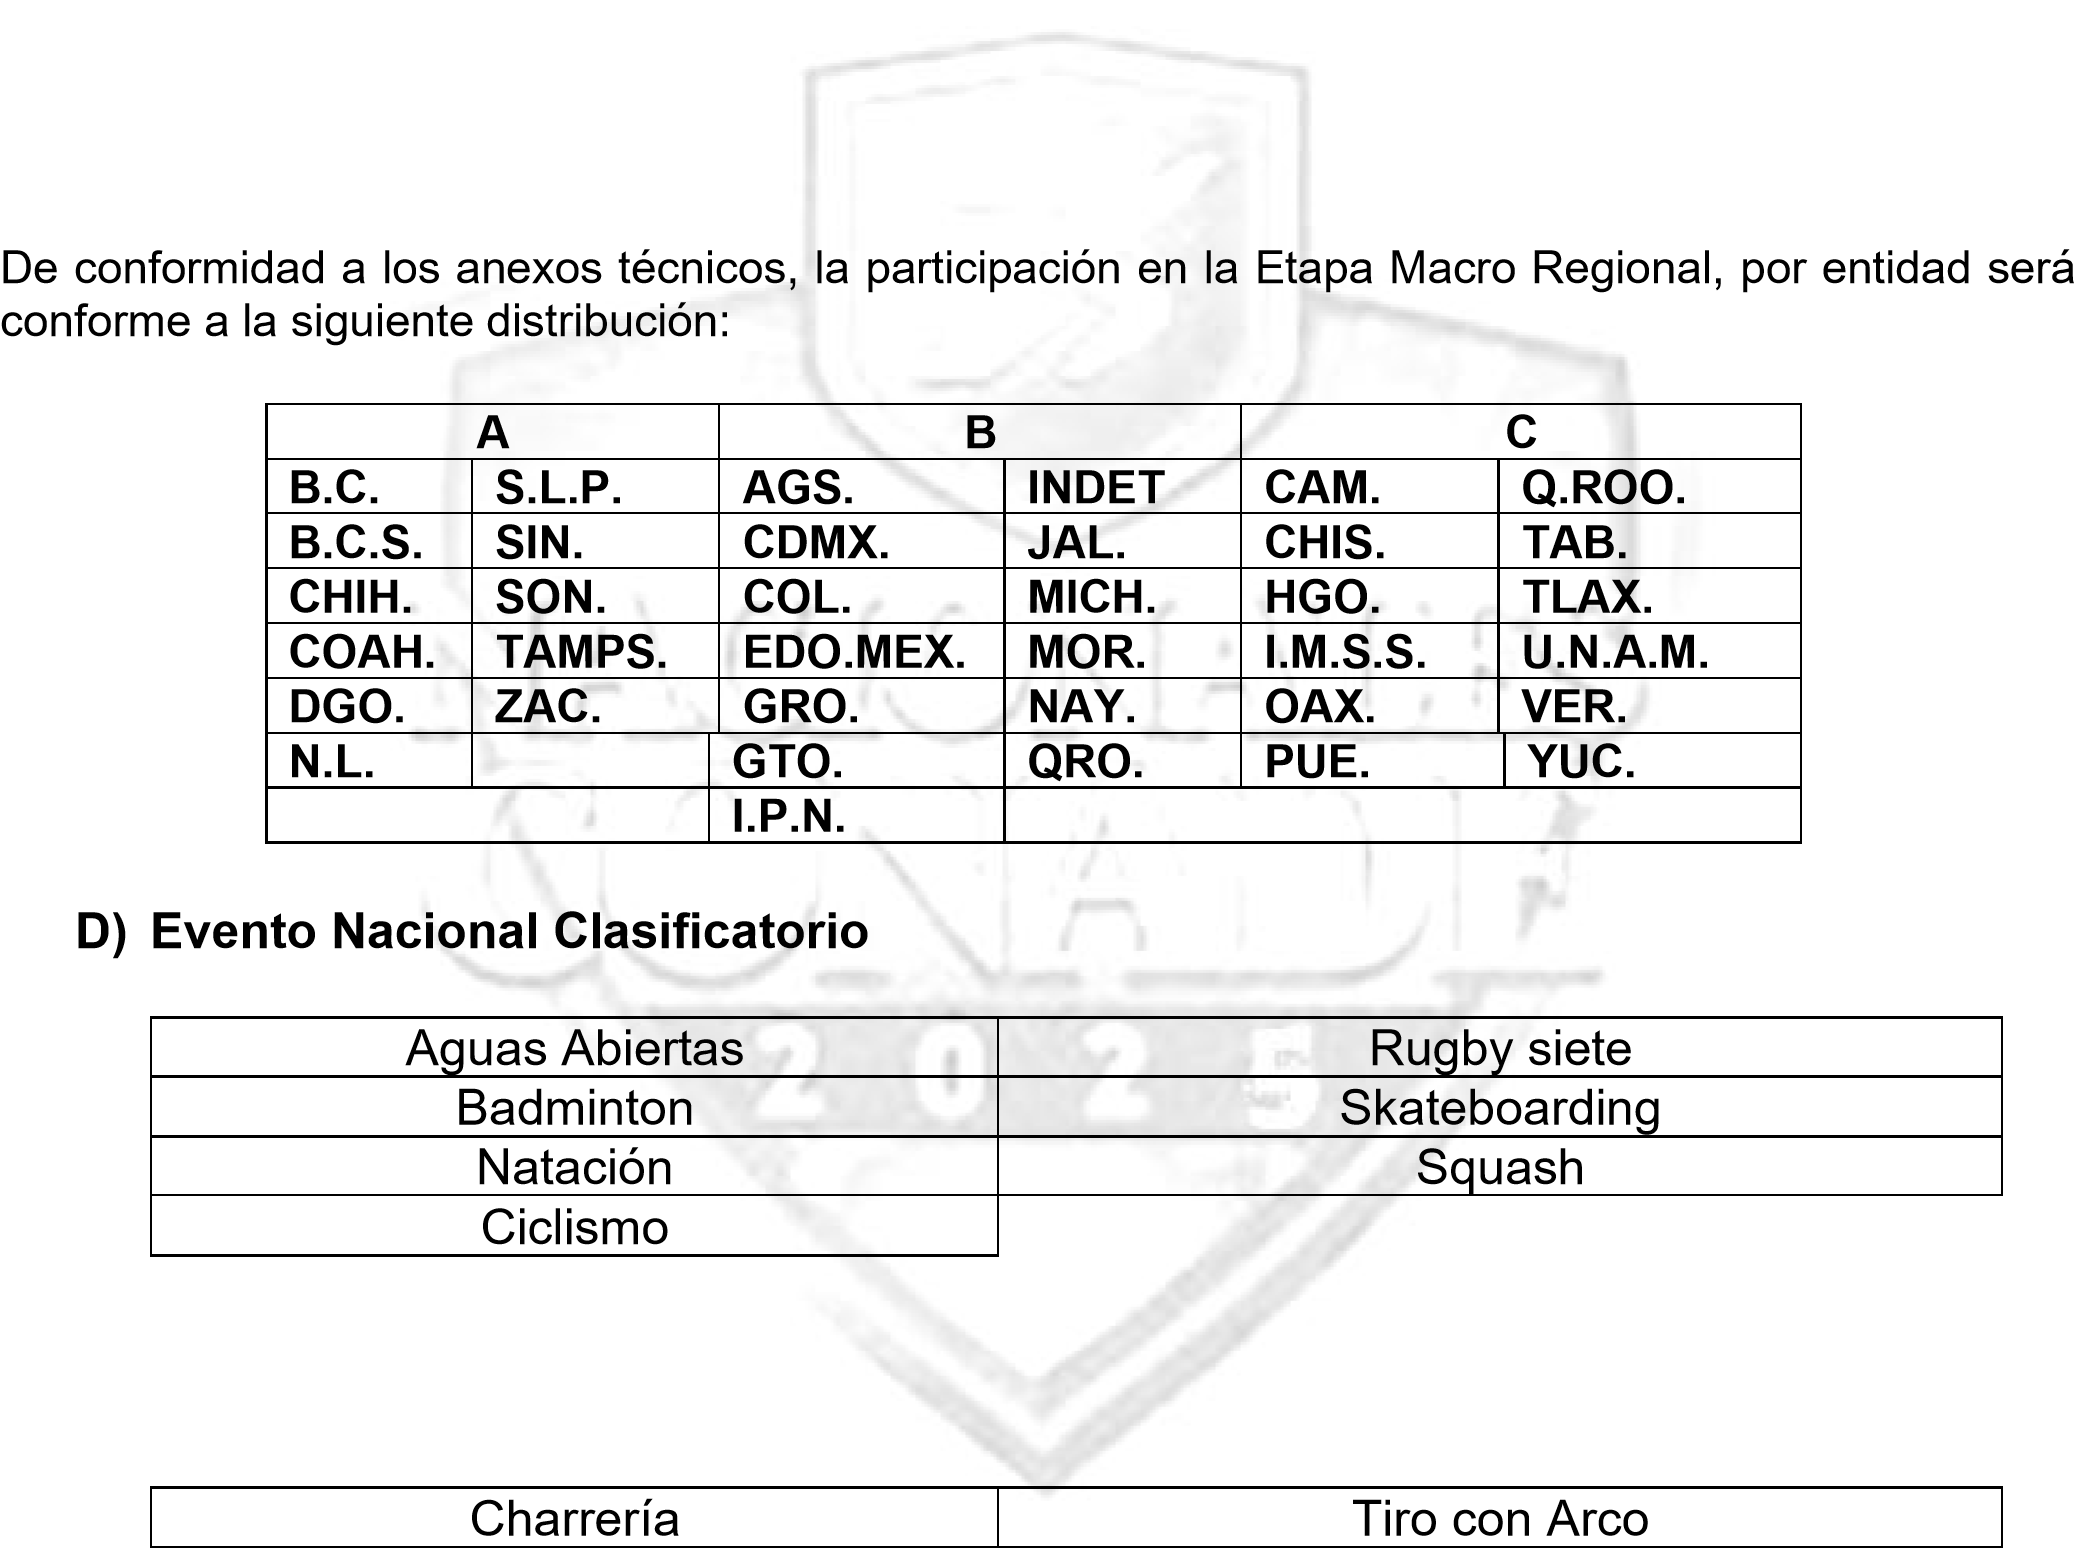 De conformidad a los anexos técnicos, la participación en la Etapa Macro Regional, por entidad será
conforme a la siguiente distribución:
A B C
B.C. S.L.P. AGS. INDET CAM. Q.ROO.
B.C.S. SIN. CDMX. JAL. CHIS. TAB.
CHIH. SON. COL. MICH. HGO. TLAX.
COAH. TAMPS. EDO.MEX. MOR. I.M.S.S. U.N.A.M.
DGO. ZAC. GRO. NAY. OAX. VER.
N.L. GTO. QRO. PUE. YUC.
I.P.N.
D) Evento Nacional Clasificatorio
Aguas Abiertas Rugby siete
Badminton Skateboarding
Natación Squash
Ciclismo
Charrería Tiro con Arco
NACIONALES
CONADE
2025